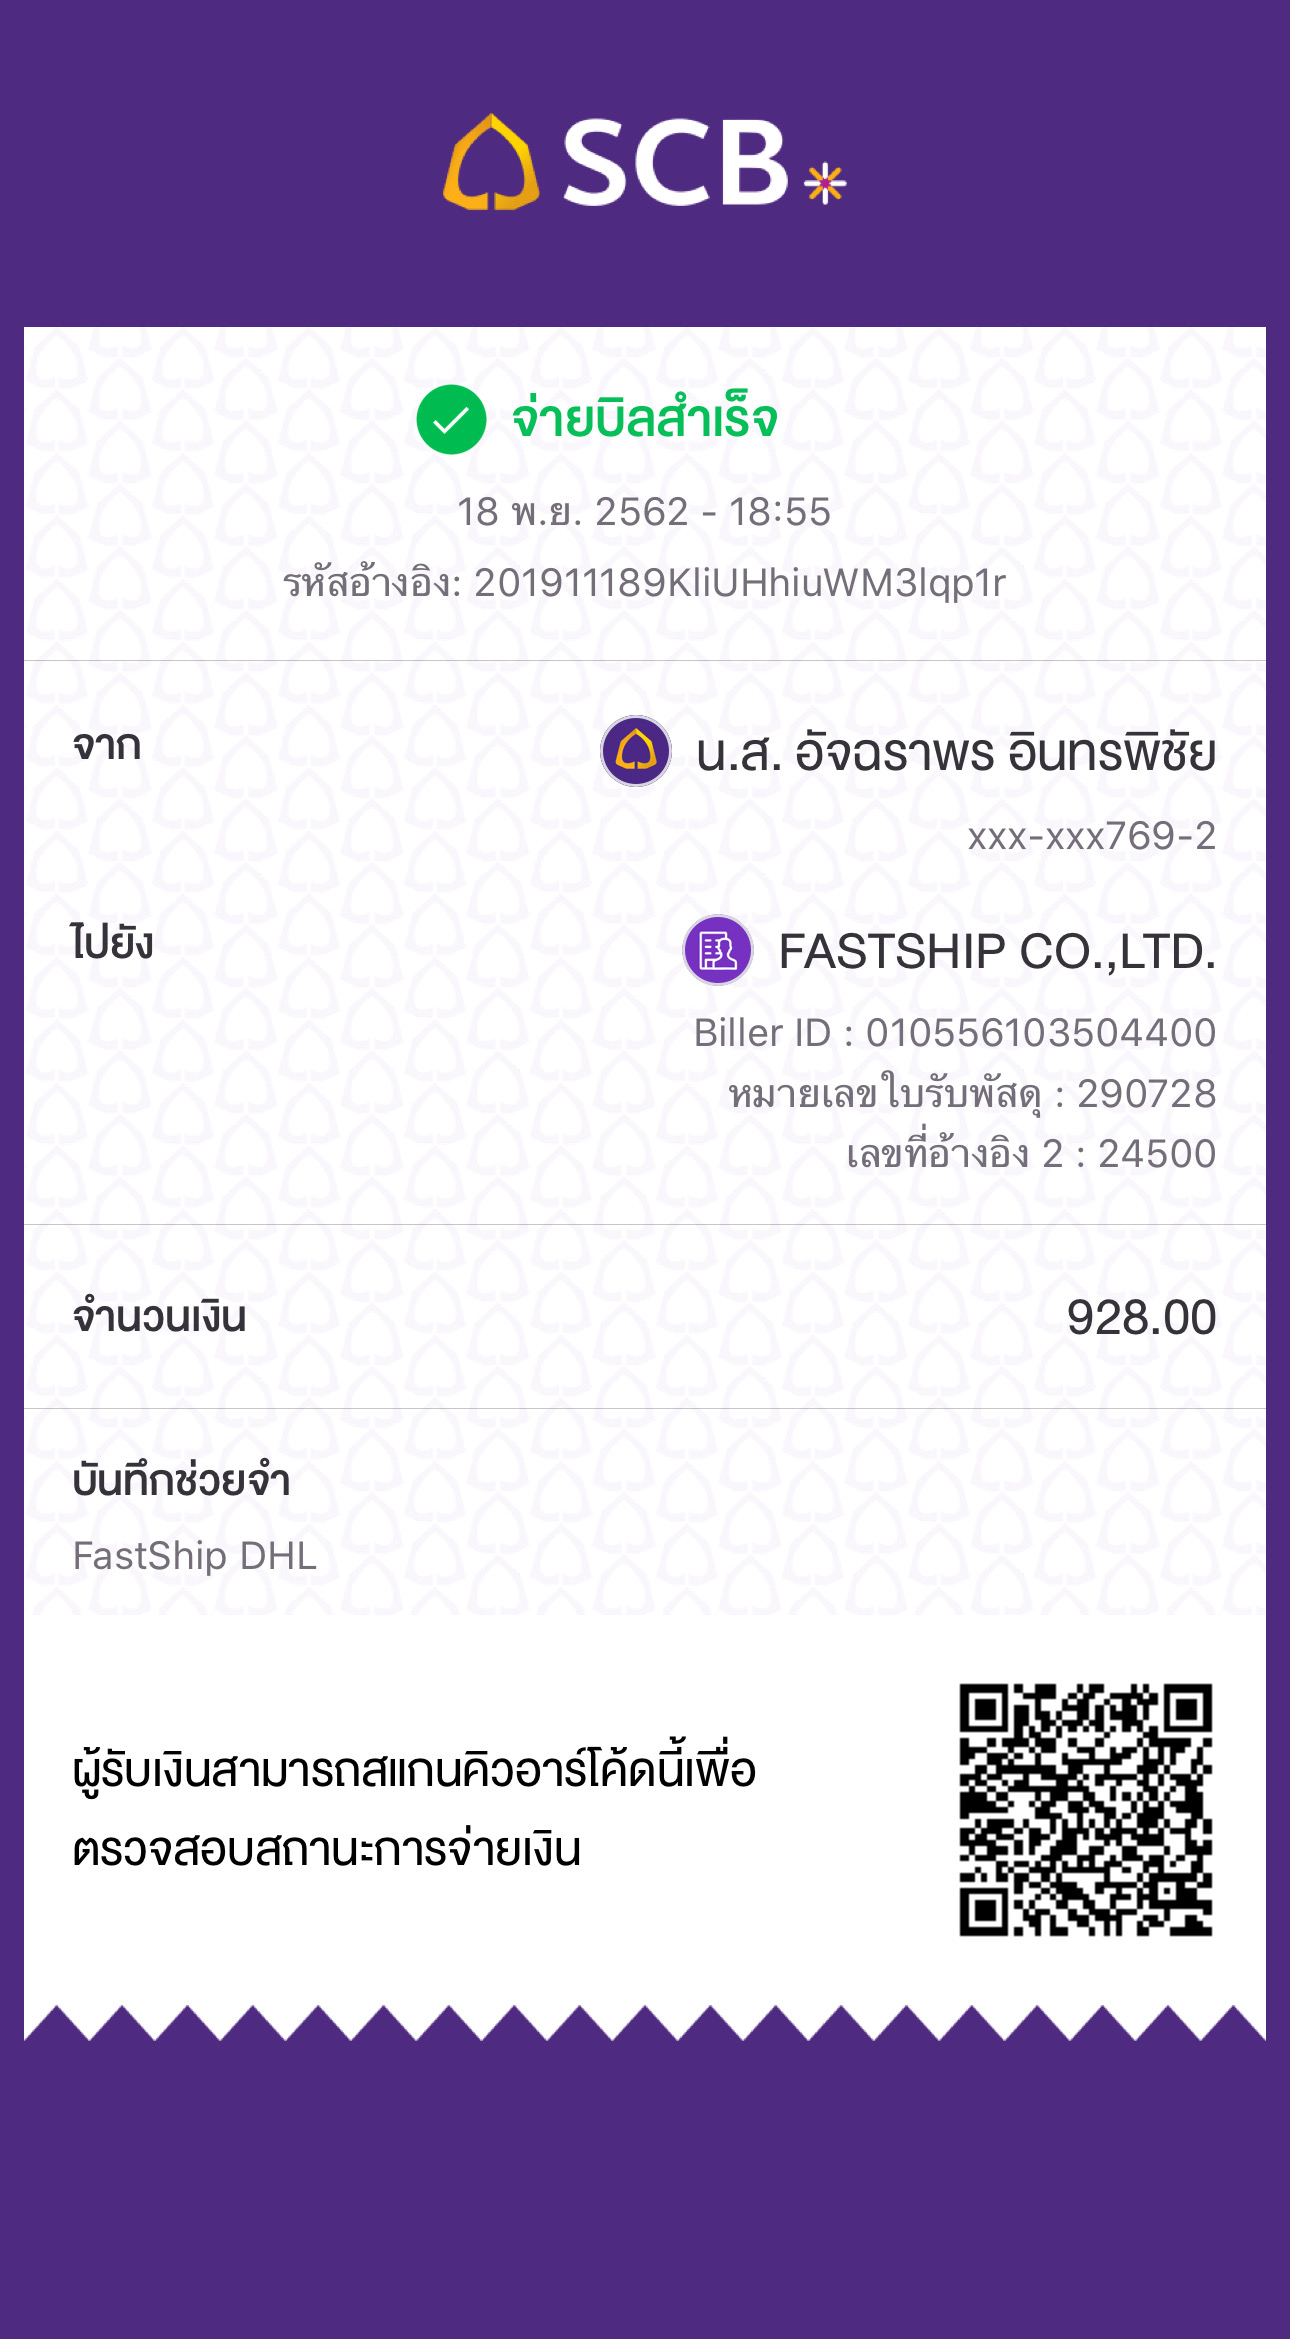 SCB
จ่ายบิลสำเร็จ
18 พ.ย. 2562 - 18:55
รหัสอ้างอิง: 201911189KliUHhiuWM3lqp1r
จาก
น.ส. อัจฉราพร อินทรพิชัย
xxx-xxx769-2
ไปยัง
FASTSHIP CO.,LTD.
Biller ID : 010556103504400
หมายเลขใบรับพัสดุ : 290728
เลขที่อ้างอิง 2 : 24500
จำนวนเงิน
928.00
บันทึกช่วยจำ
FastShip DHL
ผู้รับเงินสามารถสแกนคิวอาร์โค้ดนี้เพื่อ
ตรวจสอบสถานะการจ่ายเงิน